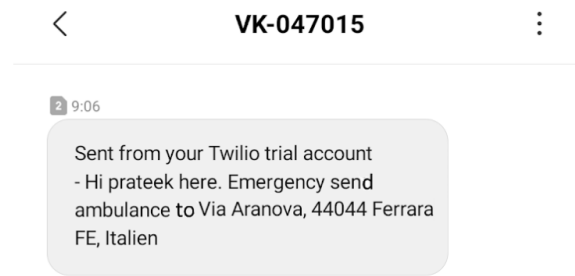 VK-047015
2 9:06
Sent from your Twilio trial account
- Hi prateek here. Emergency send
ambulance to Via Aranova, 44044 Ferrara
FE, Italien